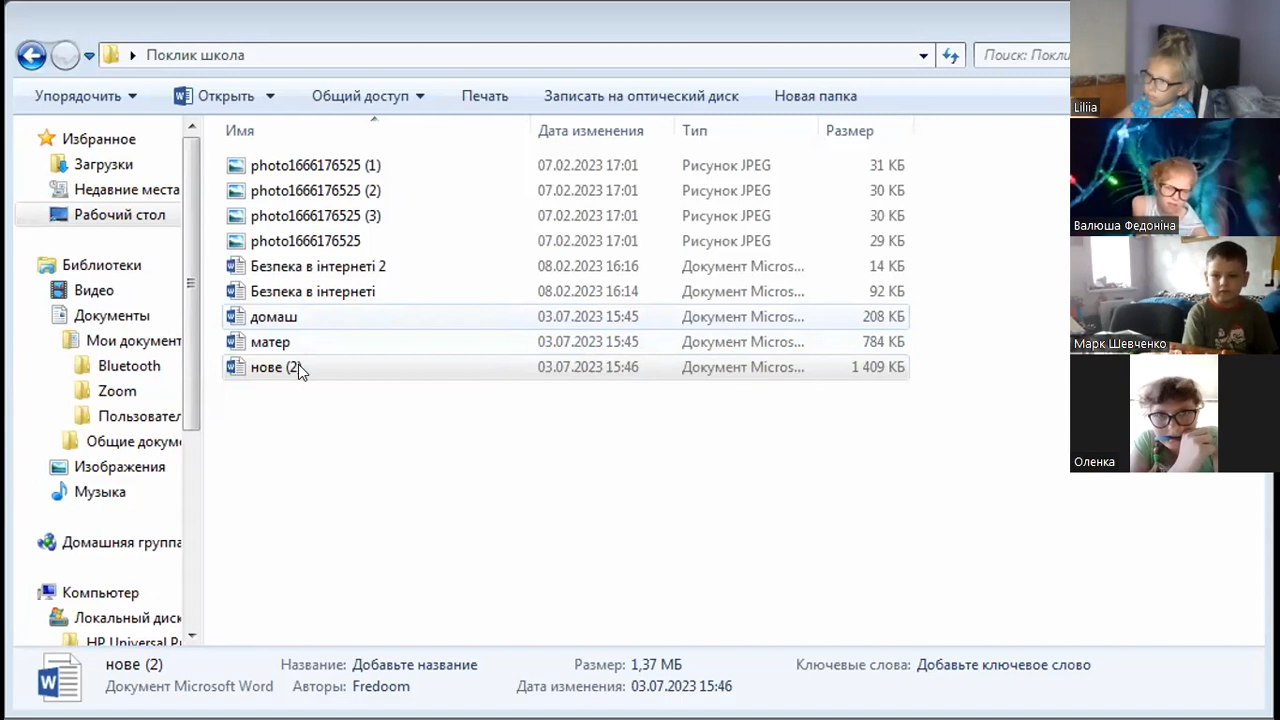 Поклик школа
Поиск: Покли
Упорядочить
Открыть
Общий доступ
Печать
Записать на оптический диск
Новая папка
Имя
Дата изменения
Тип
Размер
photo1666176525 (1) 07.02.2023 17:01 Рисунок JPEG 31 КБ
photo1666176525 (2) 07.02.2023 17:01 Рисунок JPEG 30 КБ
photo1666176525 (3) 07.02.2023 17:01 Рисунок JPEG 30 КБ
photo1666176525 07.02.2023 17:01 Рисунок JPEG 29 КБ
Безпека в інтернеті 2 08.02.2023 16:16 Документ Micros... 14 КБ
Безпека в інтернеті 08.02.2023 16:14 Документ Micros... 92 КБ
домаш 03.07.2023 15:45 Документ Micros... 208 КБ
матер 03.07.2023 15:45 Документ Micros... 784 КБ
нове (2) 03.07.2023 15:46 Документ Micros... 1 409 КБ
Избранное
Загрузки
Недавние места
Рабочий стол
Библиотеки
Видео
Документы
Мои документ
Bluetooth
Zoom
Пользовател
Общие докум
Изображения
Музыка
Домашняя группа
Компьютер
Локальный диск
HP Universal Pr
нове (2)
Документ Microsoft Word
Название: Добавьте название
Авторы: Fredoom
Размер: 1,37 МБ
Дата изменения: 03.07.2023 15:46
Ключевые слова: Добавьте ключевое слово
Liliia
Валюша Федоніна
Марк Шевченко
Оленка